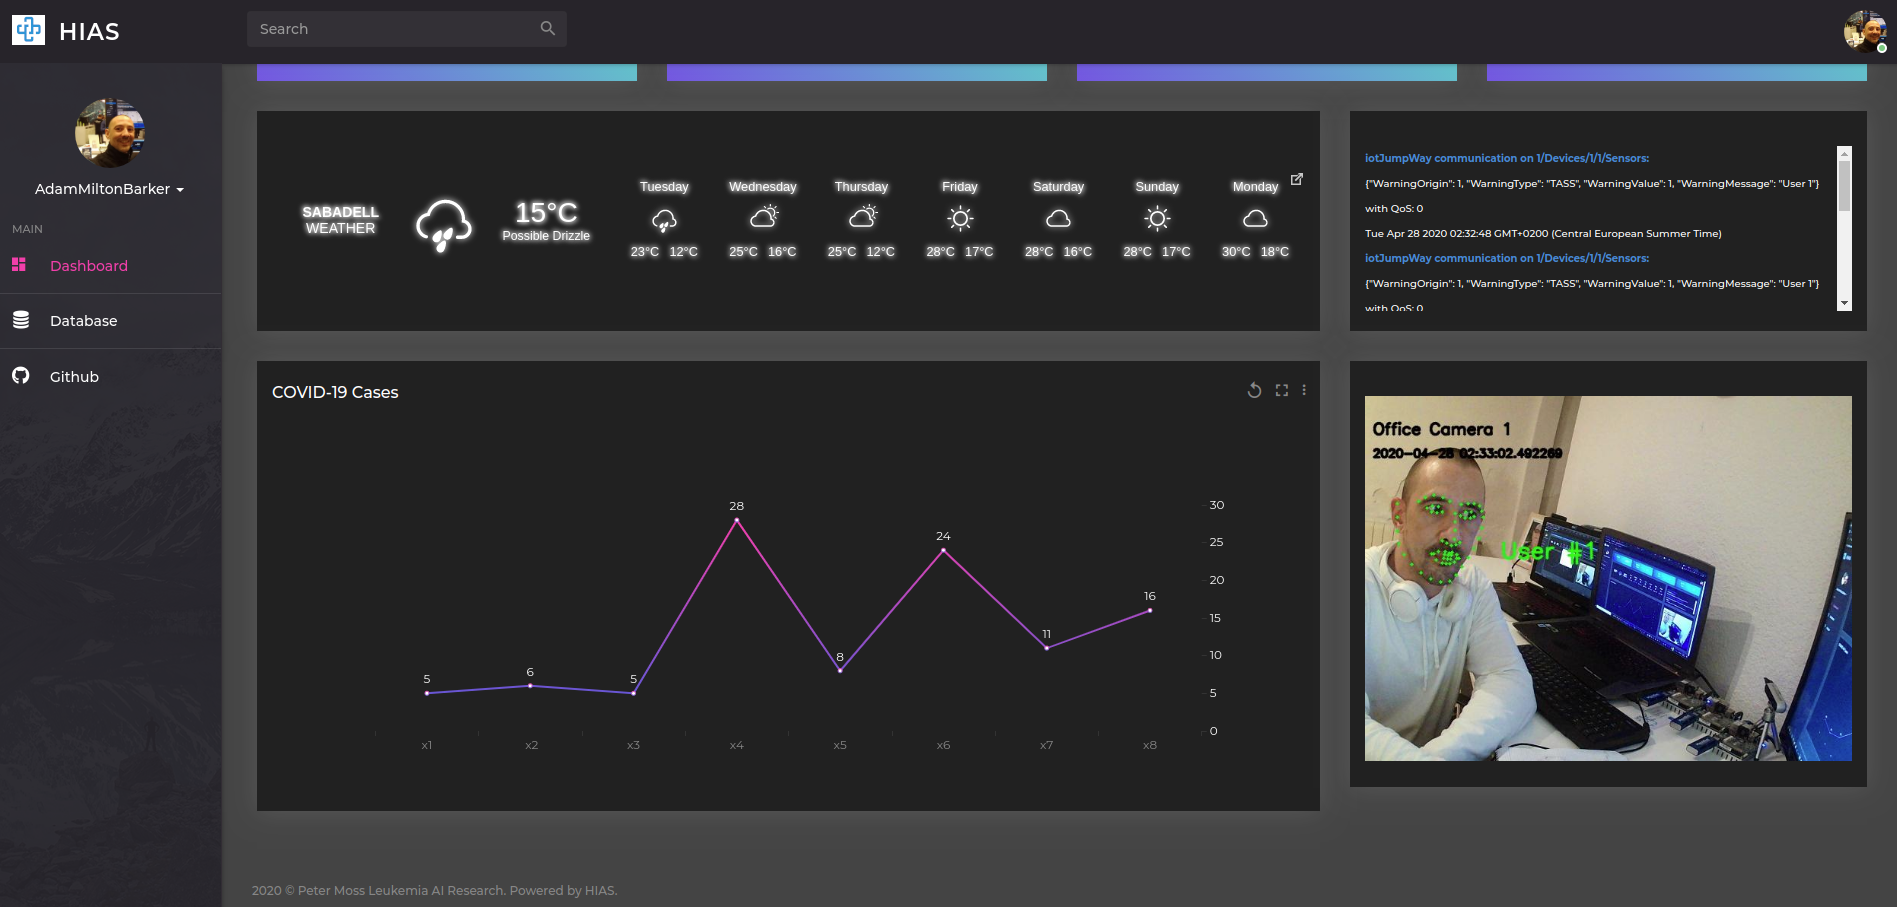 HIAS
Search
AdamMiltonBarker
MAIN
Dashboard
Database
Github
SABADELL
WEATHER
15°C
Possible Drizzle
Tuesday
23°C 12°C
Wednesday
25°C 16°C
Thursday
25°C 12°C
Friday
28°C 17°C
Saturday
28°C 16°C
Sunday
28°C 17°C
Monday
30°C 18°C
iotJumpWay communication on 1/Devices/1/1/Sensors:
{"WarningOrigin": 1, "WarningType": "TASS", "WarningValue": 1, "WarningMessage": "User 1"}
with QoS: 0
Tue Apr 28 2020 02:32:48 GMT+0200 (Central European Summer Time)
iotJumpWay communication on 1/Devices/1/1/Sensors:
{"WarningOrigin": 1, "WarningType": "TASS", "WarningValue": 1, "WarningMessage": "User 1"}
with QoS: 0
COVID-19 Cases
5
6
5
28
8
24
11
16
30
25
20
15
10
5
0
x1 x2 x3 x4 x5 x6 x7 x8
Office Camera 1
2020-04-28 02:33:02.492269
User #1
2020 © Peter Moss Leukemia AI Research. Powered by HIAS.